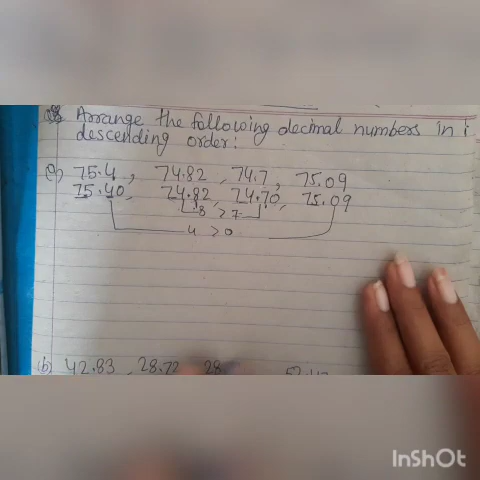 Arrange the following decimal numbers in
descending order:
75.4, 74.82, 74.7, 75.09
75.40, 74.82, 74.70, 75.09
8 > 7
4 > 0
(b) 42.83, 28.72, 28
InShOt